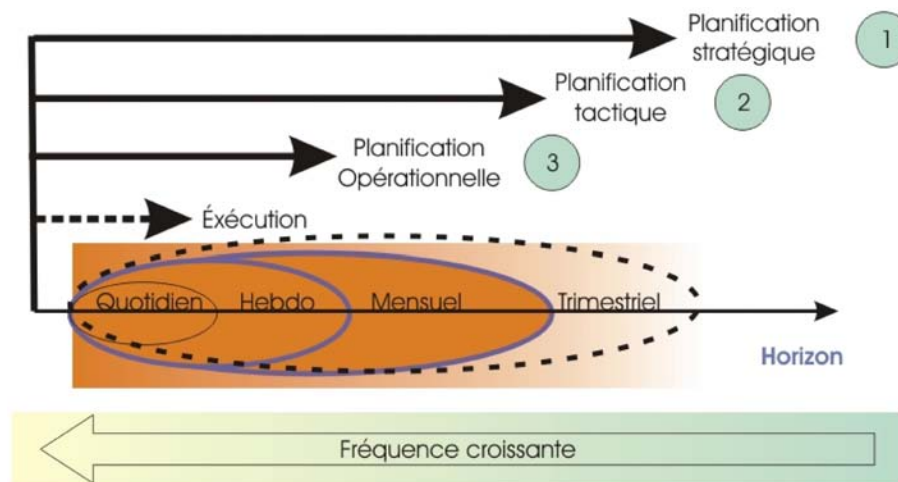 Planification
stratégique
1
Planification
tactique
2
Planification
Opérationnelle
3
Éxécution
Quotidien
Hebdo
Mensuel
Trimestriel
Horizon
Fréquence croissante